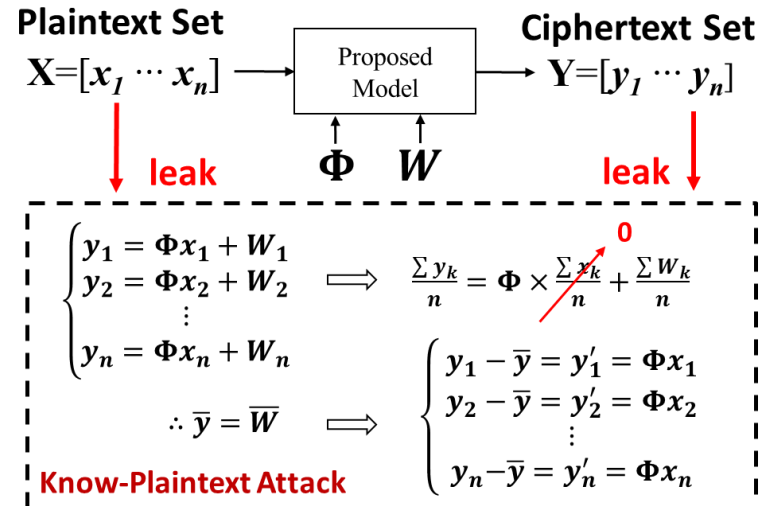 Plaintext Set
Ciphertext Set
X=[x₁ ⋯ xₙ]
Proposed
Model
Y=[y₁ ⋯ yₙ]
leak
Φ W
leak
y₁ = Φx₁ + W₁
y₂ = Φx₂ + W₂
⋮
yₙ = Φxₙ + Wₙ
⇨
∑ yₖ / n = Φ × ∑ xₖ / n + ∑ Wₖ / n
0
∴ y̅ = W̅
⇨
y₁ − y̅ = y′₁ = Φx₁
y₂ − y̅ = y′₂ = Φx₂
⋮
yₙ−y̅ = y′ₙ = Φxₙ
Know-Plaintext Attack